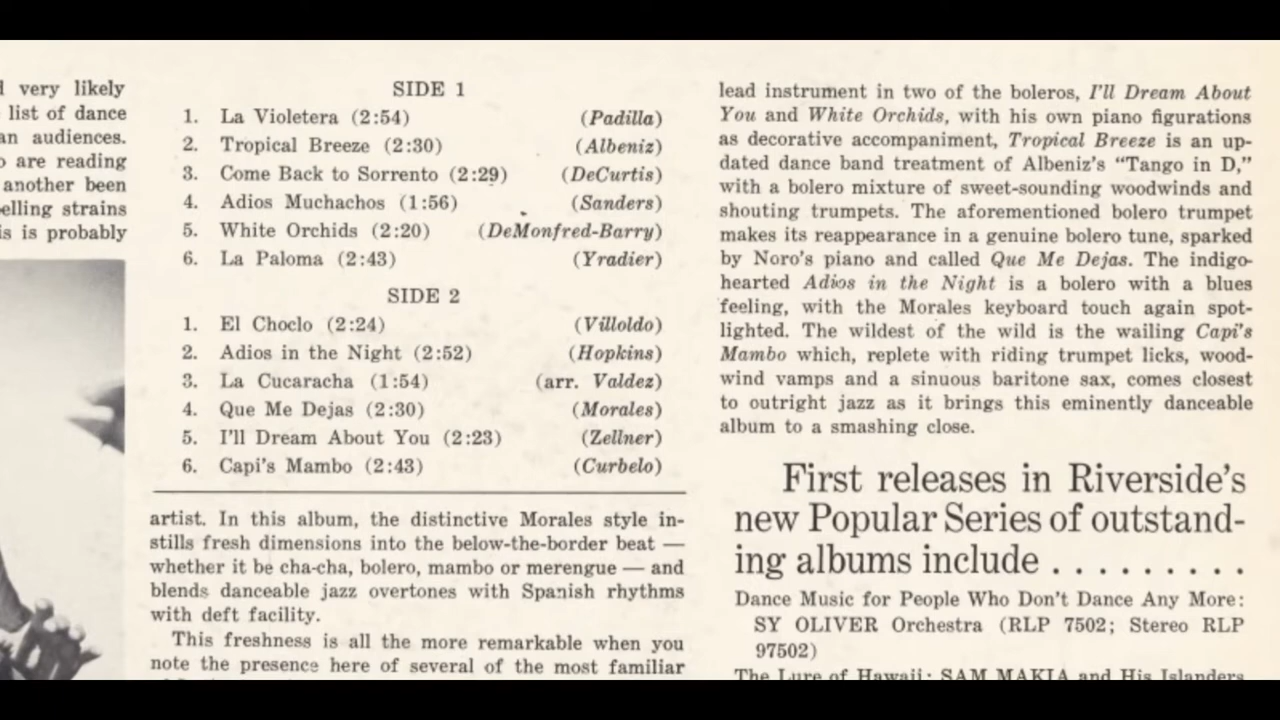 very likely
list of dance
an audiences.
are reading
another been
elling strains
is is probably
SIDE 1
1. La Violetera (2:54) (Padilla)
2. Tropical Breeze (2:30) (Albeniz)
3. Come Back to Sorrento (2:29) (DeCurtis)
4. Adios Muchachos (1:56) (Sanders)
5. White Orchids (2:20) (DeMonfred-Barry)
6. La Paloma (2:43) (Yradier)
SIDE 2
1. El Choclo (2:24) (Villoldo)
2. Adios in the Night (2:52) (Hopkins)
3. La Cucaracha (1:54) (arr. Valdez)
4. Que Me Dejas (2:30) (Morales)
5. I'll Dream About You (2:23) (Zellner)
6. Capi's Mambo (2:43) (Curbelo)
artist. In this album, the distinctive Morales style in-
stills fresh dimensions into the below-the-border beat —
whether it be cha-cha, bolero, mambo or merengue — and
blends danceable jazz overtones with Spanish rhythms
with deft facility.
This freshness is all the more remarkable when you
note the presence here of several of the most familiar
lead instrument in two of the boleros, I'll Dream About
You and White Orchids, with his own piano figurations
as decorative accompaniment, Tropical Breeze is an up-
dated dance band treatment of Albeniz's "Tango in D,"
with a bolero mixture of sweet-sounding woodwinds and
shouting trumpets. The aforementioned bolero trumpet
makes its reappearance in a genuine bolero tune, sparked
by Noro's piano and called Que Me Dejas. The indigo-
hearted Adios in the Night is a bolero with a blues
feeling, with the Morales keyboard touch again spot-
lighted. The wildest of the wild is the wailing Capi's
Mambo which, replete with riding trumpet licks, wood-
wind vamps and a sinuous baritone sax, comes closest
to outright jazz as it brings this eminently danceable
album to a smashing close.
First releases in Riverside's
new Popular Series of outstand-
ing albums include . . . . . . . . .
Dance Music for People Who Don't Dance Any More:
SY OLIVER Orchestra (RLP 7502; Stereo RLP
97502)
The Lure of Hawaii: SAM MAKIA and His Islanders